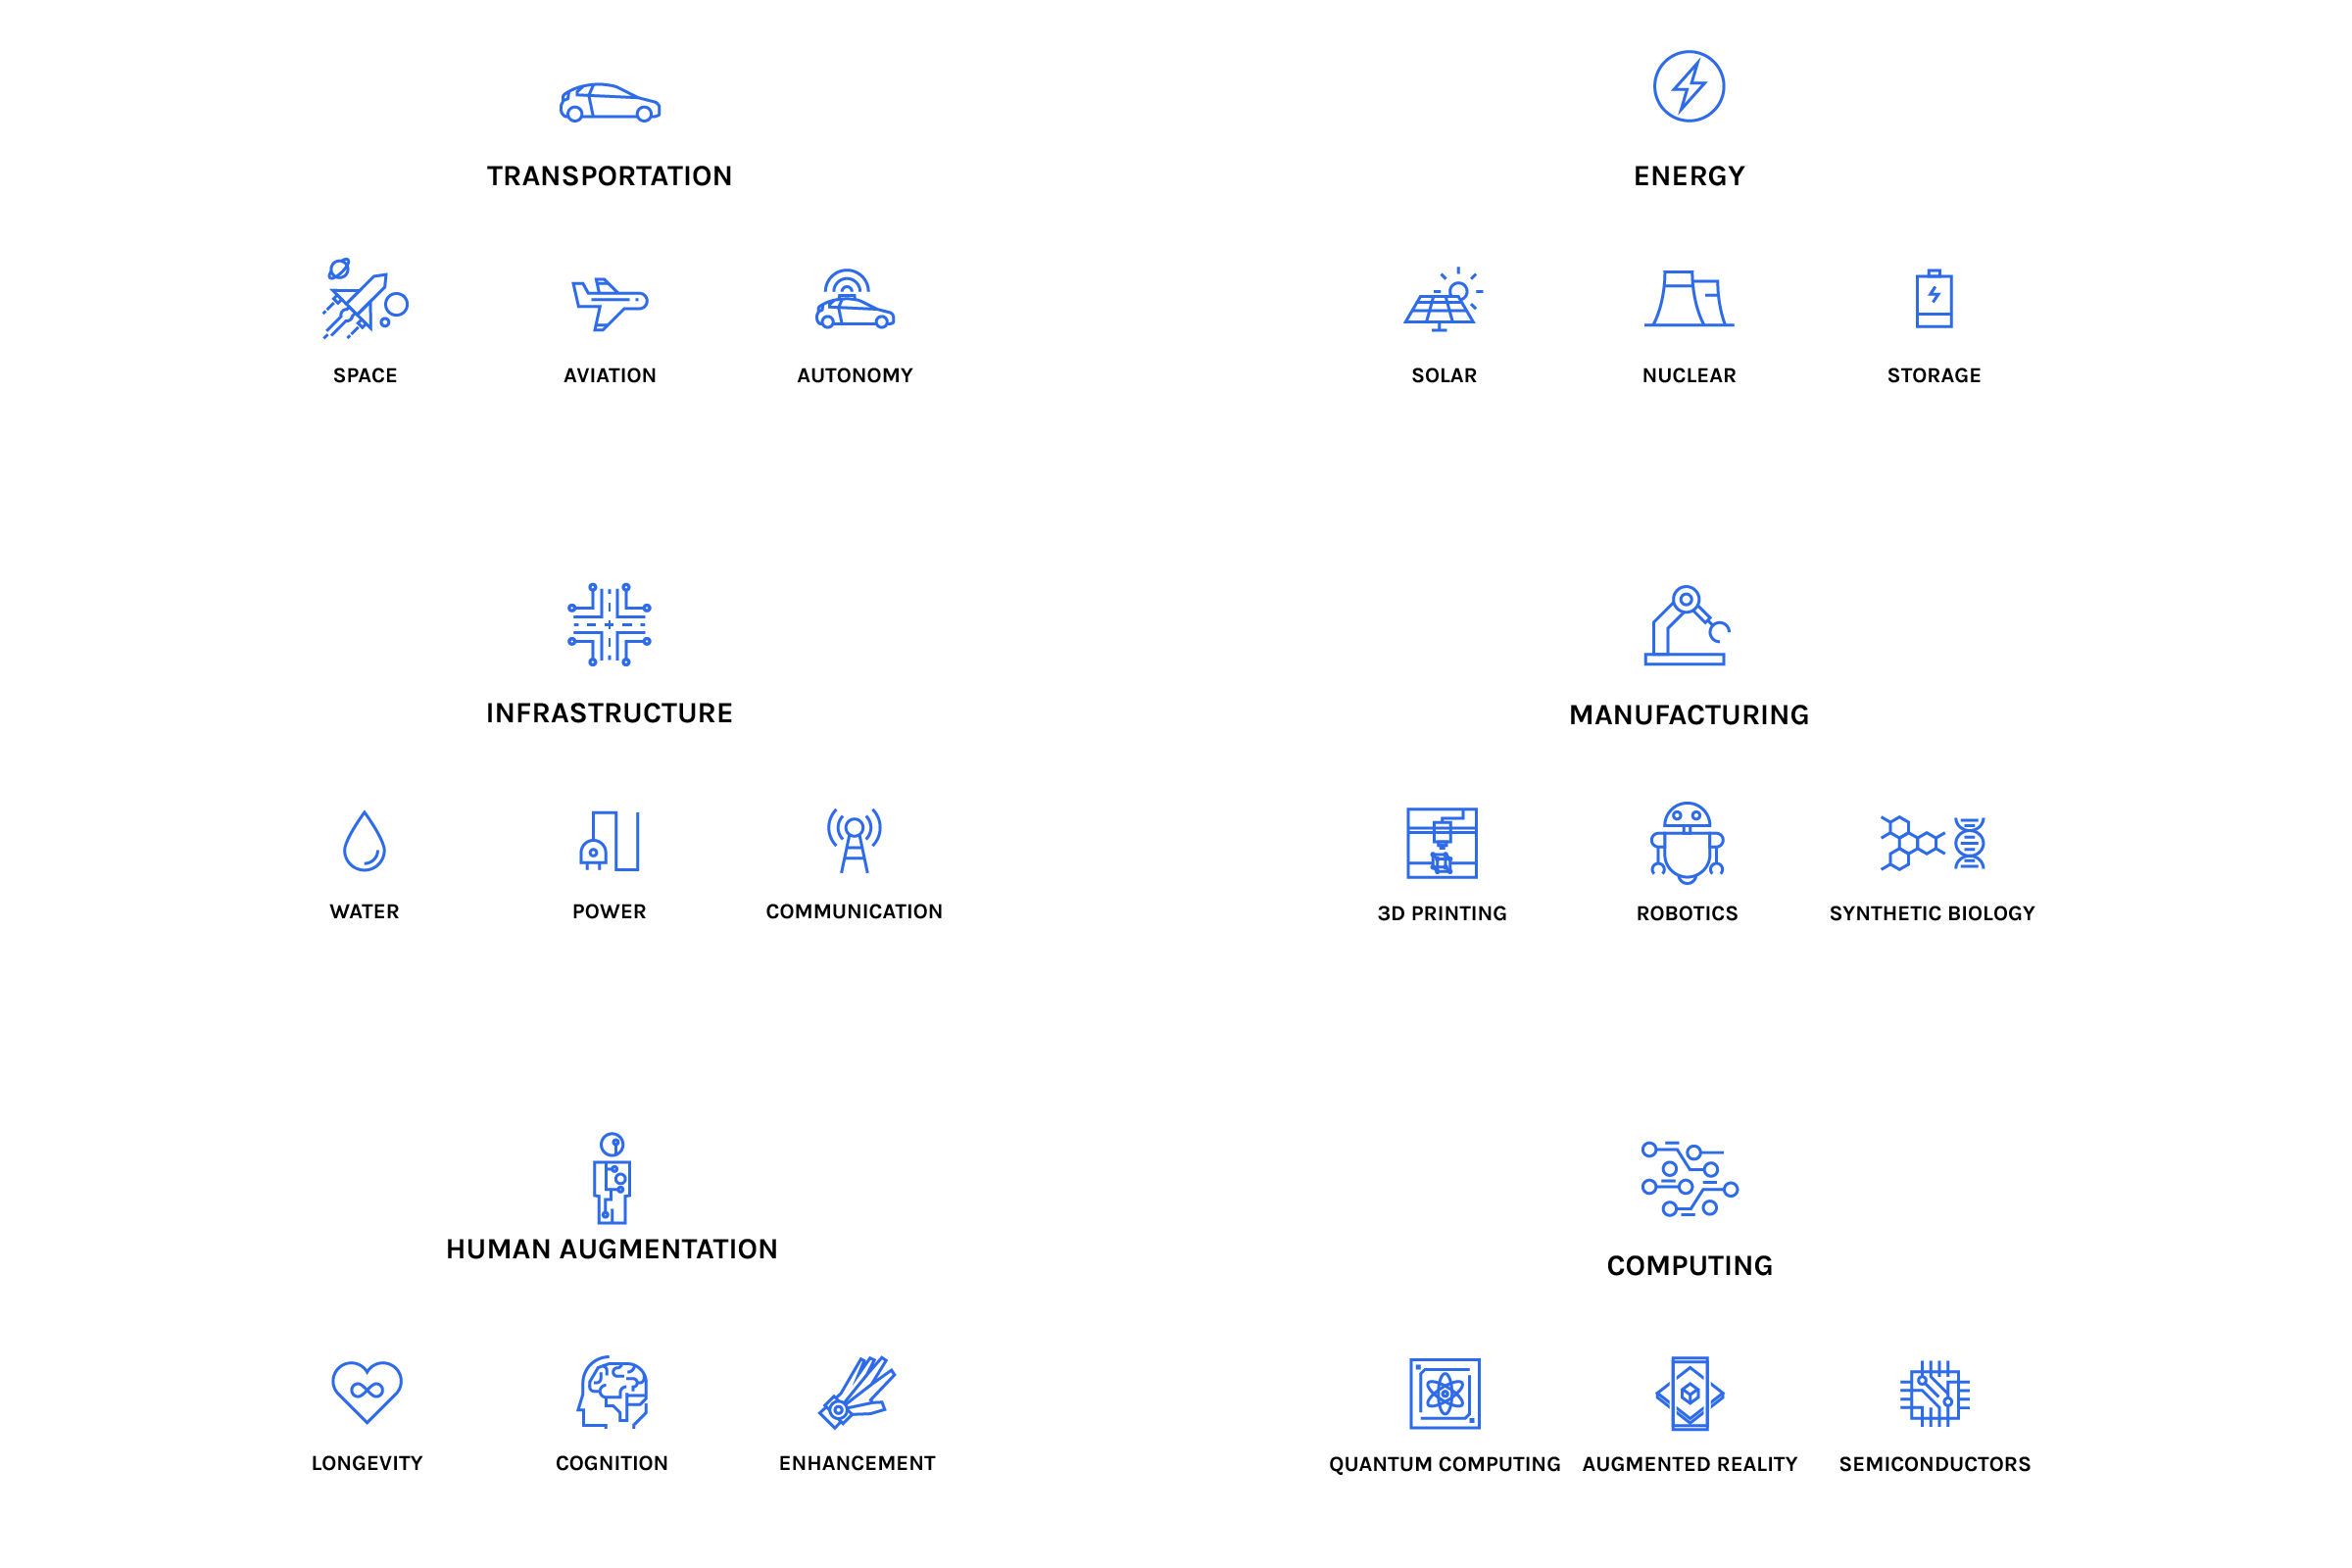 TRANSPORTATION
SPACE
AVIATION
AUTONOMY
ENERGY
SOLAR
NUCLEAR
STORAGE
INFRASTRUCTURE
WATER
POWER
COMMUNICATION
MANUFACTURING
3D PRINTING
ROBOTICS
SYNTHETIC BIOLOGY
HUMAN AUGMENTATION
LONGEVITY
COGNITION
ENHANCEMENT
COMPUTING
QUANTUM COMPUTING
AUGMENTED REALITY
SEMICONDUCTORS